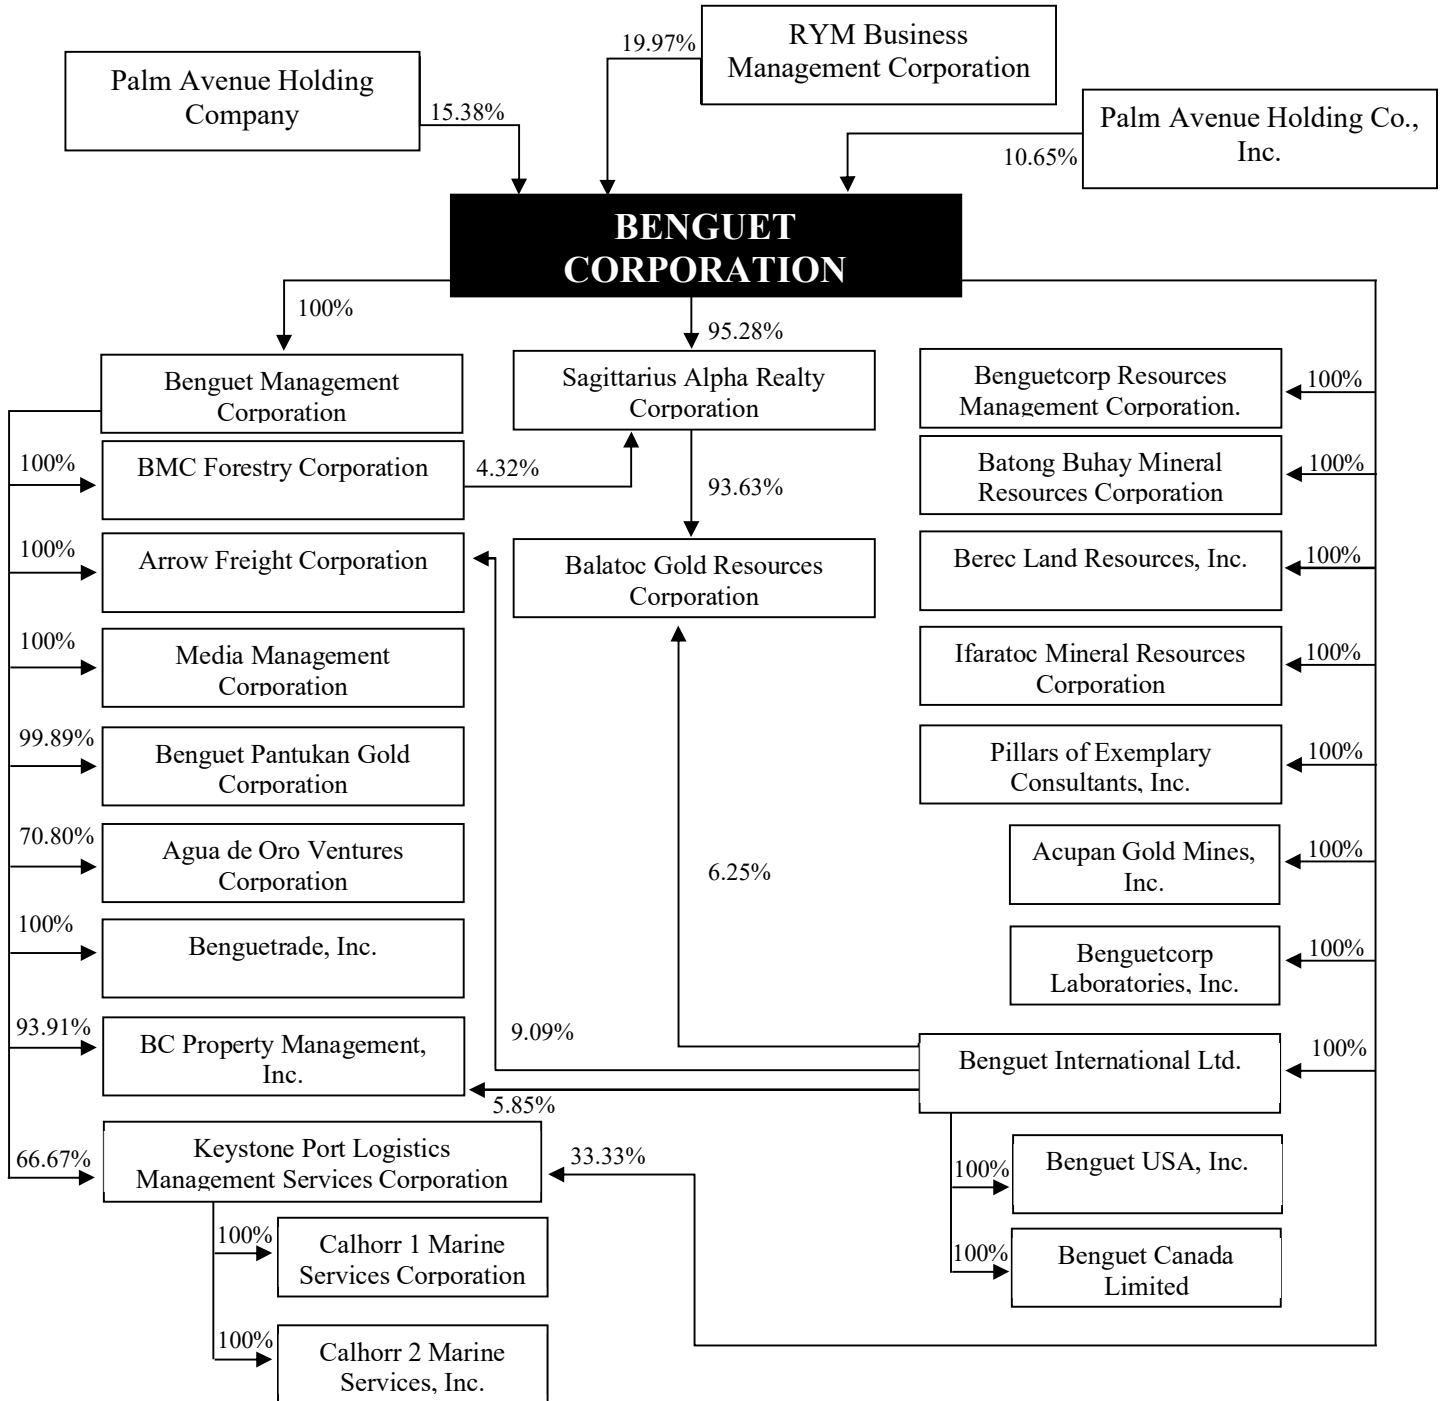 RYM Business
Management Corporation
19.97%
Palm Avenue Holding
Company
15.38%
Palm Avenue Holding Co.,
Inc.
10.65%
BENGUET
CORPORATION
100%
95.28%
Benguet Management
Corporation
Sagittarius Alpha Realty
Corporation
Benguetcorp Resources
Management Corporation.
100%
100%
BMC Forestry Corporation
4.32%
93.63%
Batong Buhay Mineral
Resources Corporation
100%
100%
Arrow Freight Corporation
Balatoc Gold Resources
Corporation
Berec Land Resources, Inc.
100%
100%
Media Management
Corporation
Ifaratoc Mineral Resources
Corporation
100%
99.89%
Benguet Pantukan Gold
Corporation
Pillars of Exemplary
Consultants, Inc.
100%
70.80%
Agua de Oro Ventures
Corporation
6.25%
Acupan Gold Mines,
Inc.
100%
100%
Benguetrade, Inc.
Benguetcorp
Laboratories, Inc.
100%
93.91%
BC Property Management,
Inc.
9.09%
5.85%
Benguet International Ltd.
100%
66.67%
Keystone Port Logistics
Management Services Corporation
33.33%
100%
Benguet USA, Inc.
100%
Calhorr 1 Marine
Services Corporation
100%
Benguet Canada
Limited
100%
Calhorr 2 Marine
Services, Inc.